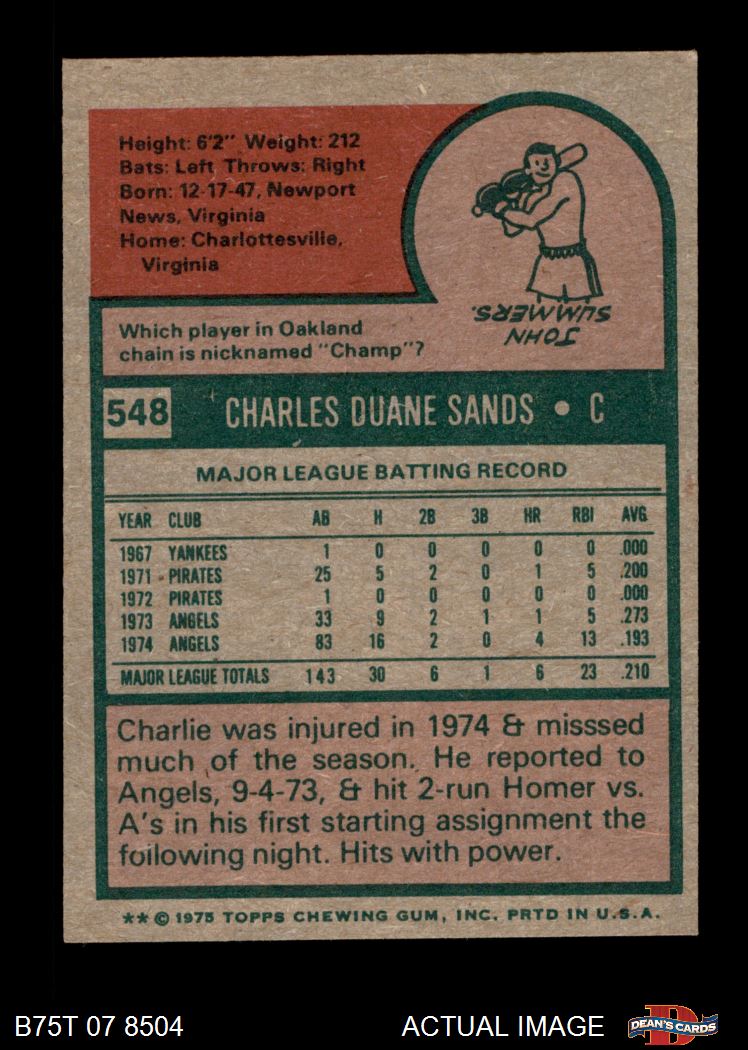 Height: 6'2" Weight: 212
Bats: Left Throws: Right
Born: 12-17-47, Newport
News, Virginia
Home: Charlottesville,
Virginia
JOHN
SUMMERS.
Which player in Oakland
chain is nicknamed "Champ"?
548 CHARLES DUANE SANDS • C
MAJOR LEAGUE BATTING RECORD
YEAR CLUB AB H 2B 3B HR RBI AVG
1967 YANKEES 1 0 0 0 0 0 .000
1971 PIRATES 25 5 2 0 1 5 .200
1972 PIRATES 1 0 0 0 0 0 .000
1973 ANGELS 33 9 2 1 1 5 .273
1974 ANGELS 83 16 2 0 4 13 .193
MAJOR LEAGUE TOTALS 143 30 6 1 6 23 .210
Charlie was injured in 1974 & misssed
much of the season. He reported to
Angels, 9-4-73, & hit 2-run Homer vs.
A's in his first starting assignment the
following night. Hits with power.
** © 1975 TOPPS CHEWING GUM, INC. PRTD IN U.S.A.
B75T 07 8504 ACTUAL IMAGE D DEAN'S CARDS